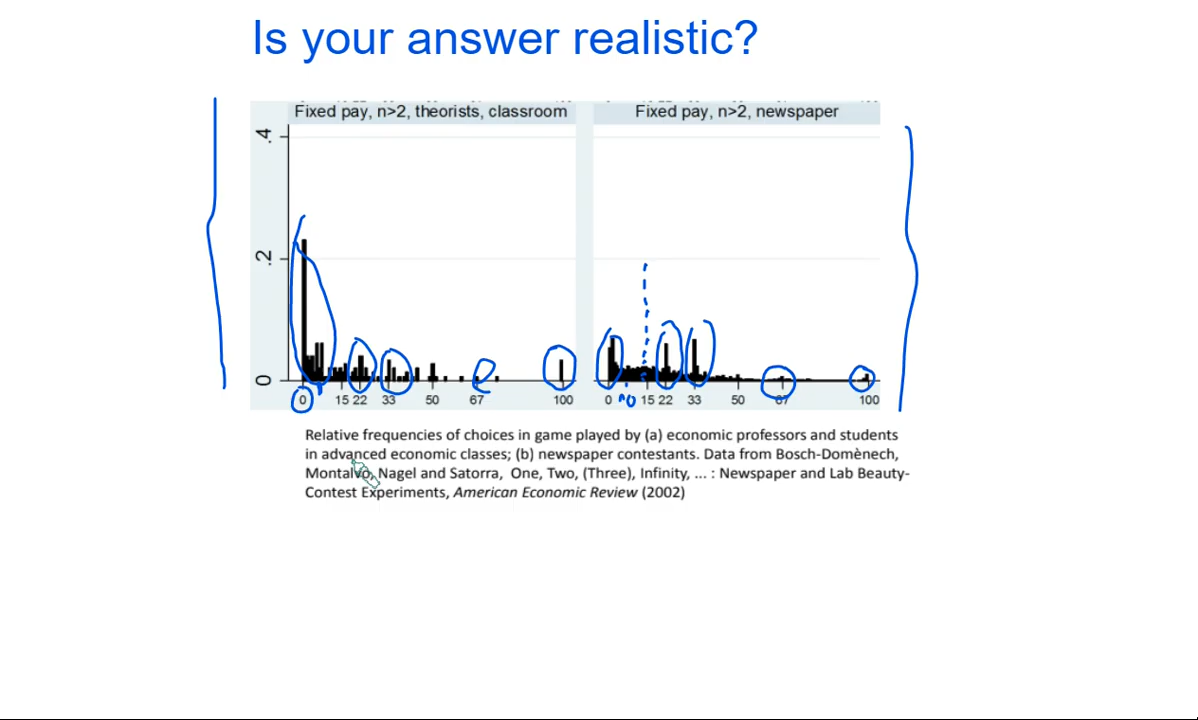 Is your answer realistic?
Fixed pay, n>2, theorists, classroom
Fixed pay, n>2, newspaper
.4
.2
0
0 15 22 33 50 67 100
0 15 22 33 50 67 100
Relative frequencies of choices in game played by (a) economic professors and students
in advanced economic classes; (b) newspaper contestants. Data from Bosch-Domènech,
Montalvo, Nagel and Satorra, One, Two, (Three), Infinity, ... : Newspaper and Lab Beauty-
Contest Experiments, American Economic Review (2002)